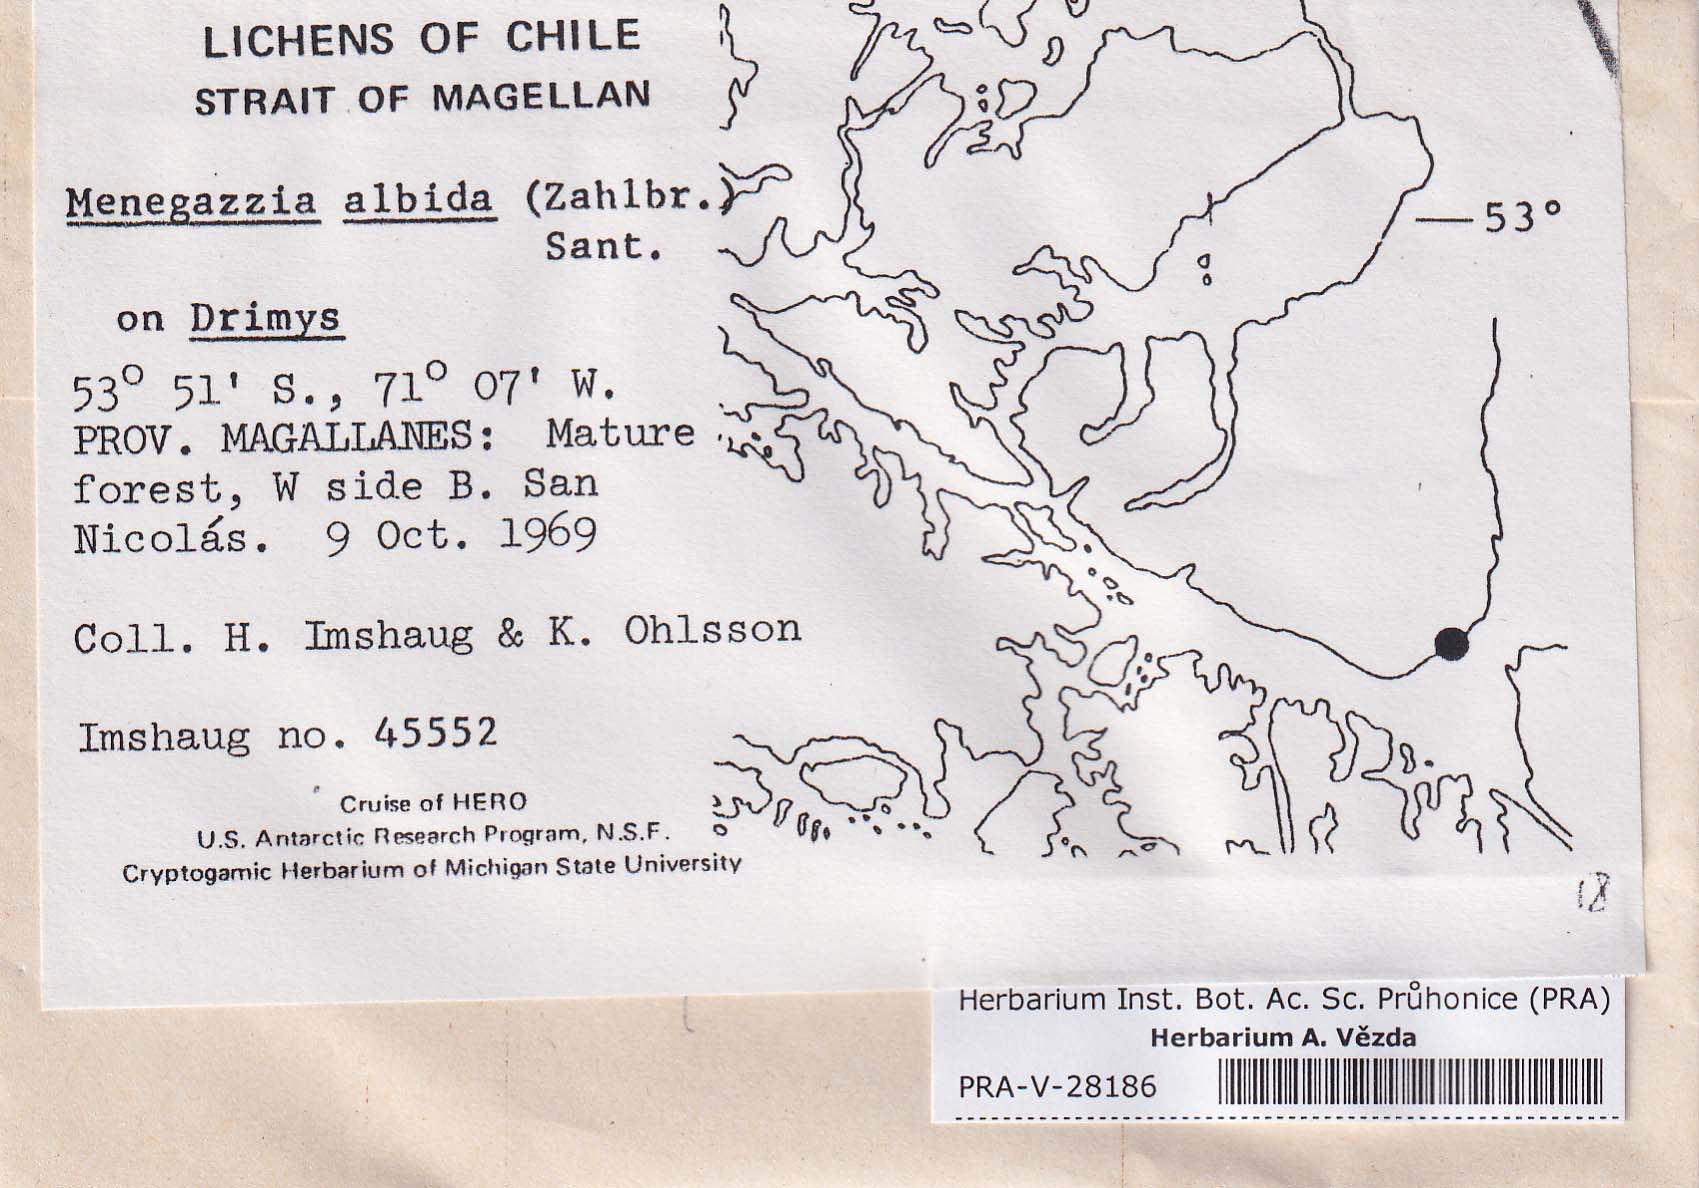 LICHENS OF CHILE
STRAIT OF MAGELLAN
Menegazzia albida (Zahlbr.)
Sant.
on Drimys
53° 51' S., 71° 07' W.
PROV. MAGALLANES: Mature
forest, W side B. San
Nicolás. 9 Oct. 1969
Coll. H. Imshaug & K. Ohlsson
Imshaug no. 45552
Cruise of HERO
U.S. Antarctic Research Program, N.S.F.
Cryptogamic Herbarium of Michigan State University
53°
18
Herbarium Inst. Bot. Ac. Sc. Průhonice (PRA)
Herbarium A. Vězda
PRA-V-28186